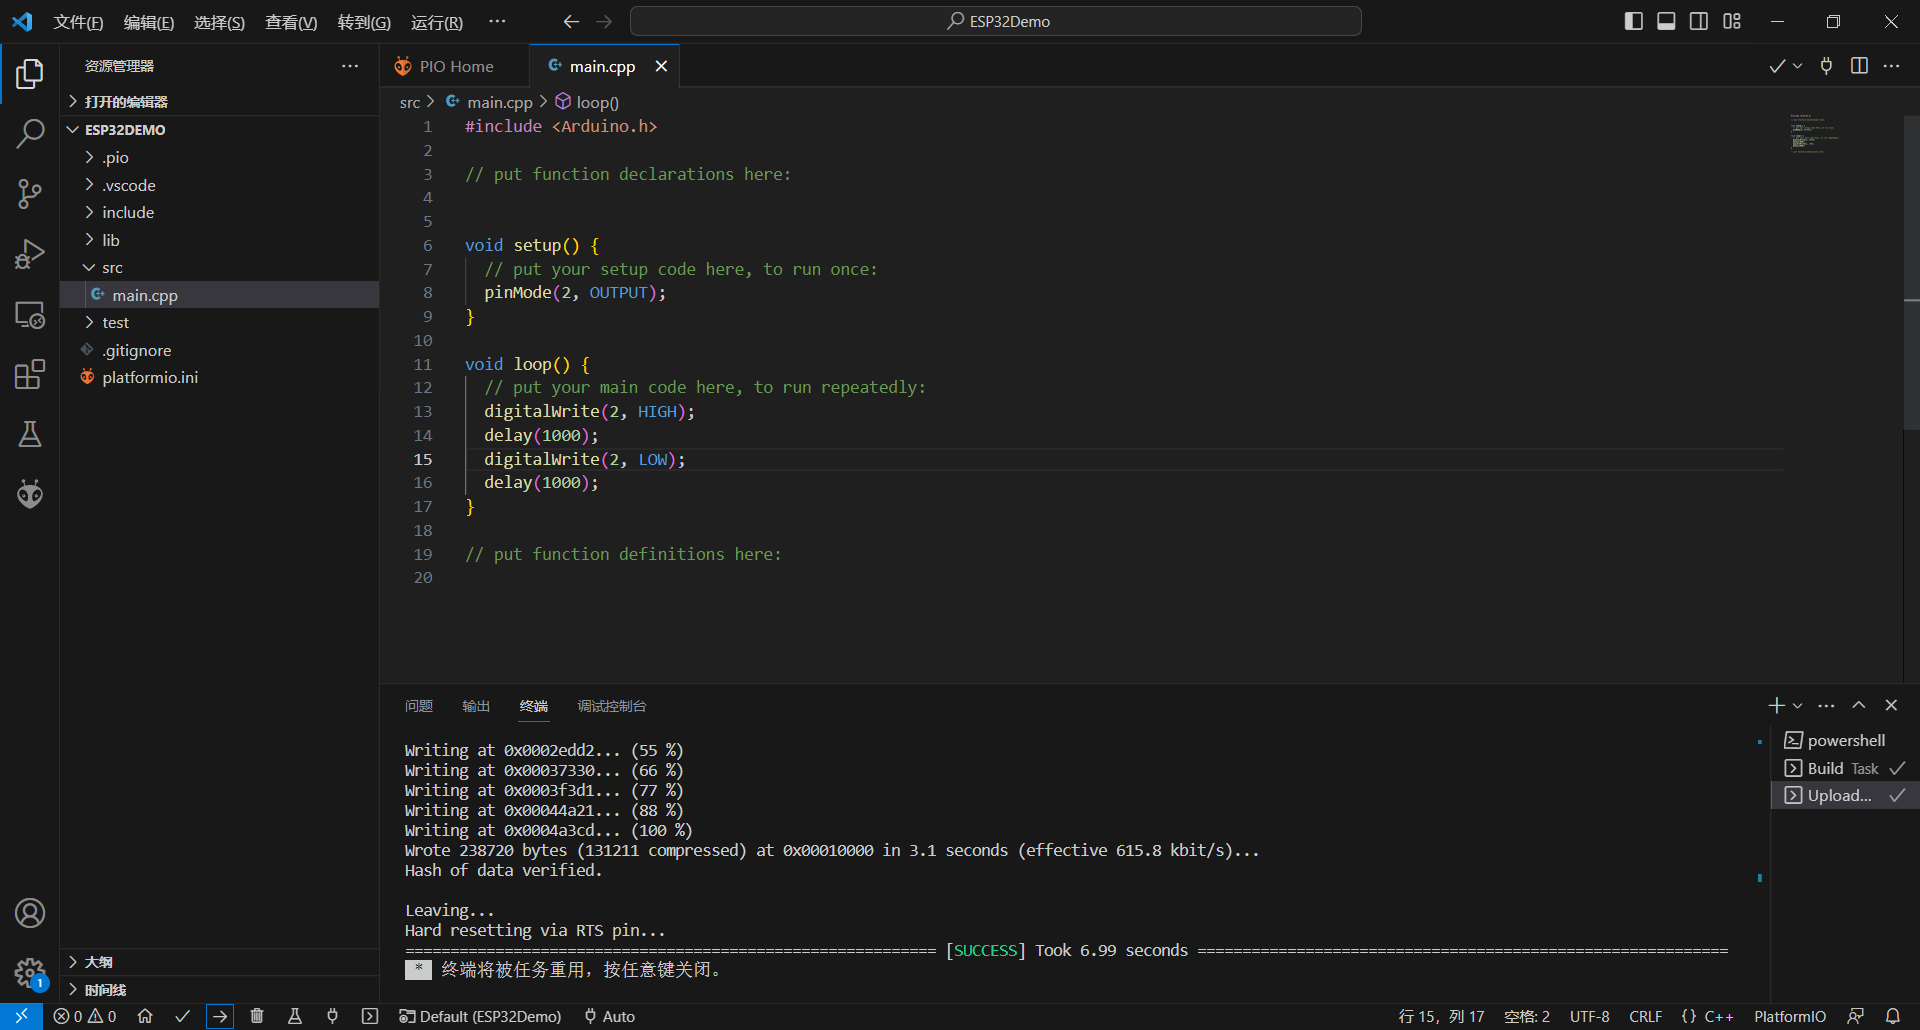 文件(F) 编辑(E) 选择(S) 查看(V) 转到(G) 运行(R) ··· ESP32Demo
资源管理器
打开的编辑器
ESP32DEMO
.pio
.vscode
include
lib
src
main.cpp
test
.gitignore
platformio.ini
大纲
时间线
PIO Home
main.cpp
src > main.cpp > loop()
1 #include <Arduino.h>
2
3 // put function declarations here:
4
5
6 void setup() {
7 // put your setup code here, to run once:
8 pinMode(2, OUTPUT);
9 }
10
11 void loop() {
12 // put your main code here, to run repeatedly:
13 digitalWrite(2, HIGH);
14 delay(1000);
15 digitalWrite(2, LOW);
16 delay(1000);
17 }
18
19 // put function definitions here:
20
问题 输出 终端 调试控制台
Writing at 0x0002edd2... (55 %)
Writing at 0x00037330... (66 %)
Writing at 0x0003f3d1... (77 %)
Writing at 0x00044a21... (88 %)
Writing at 0x0004a3cd... (100 %)
Wrote 238720 bytes (131211 compressed) at 0x00010000 in 3.1 seconds (effective 615.8 kbit/s)...
Hash of data verified.
Leaving...
Hard resetting via RTS pin...
=========================================================== [SUCCESS] Took 6.99 seconds ===========================================================
* 终端将被任务重用，按任意键关闭。
powershell
Build Task
Upload...
1
0 0 Default (ESP32Demo) Auto 行 15，列 17 空格: 2 UTF-8 CRLF {} C++ PlatformIO